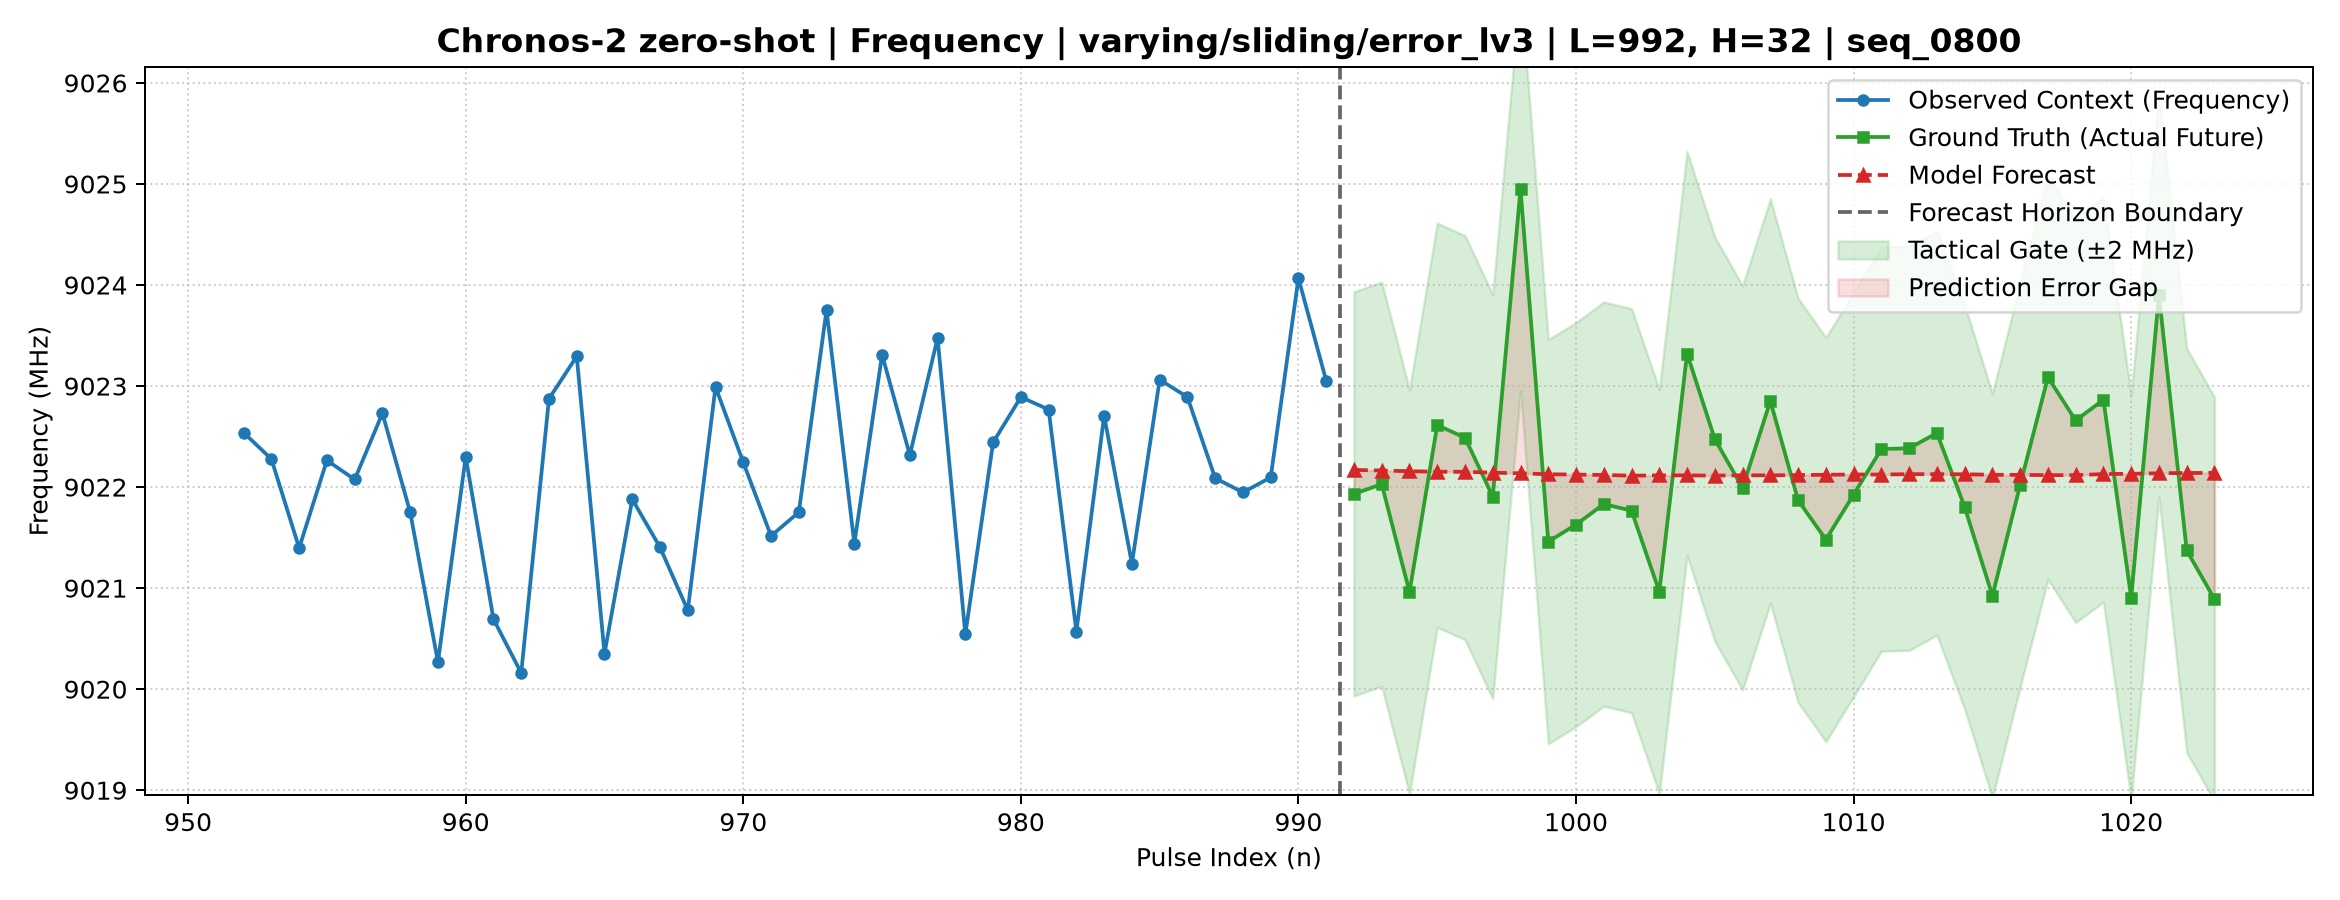 Chronos-2 zero-shot | Frequency | varying/sliding/error_lv3 | L=992, H=32 | seq_0800
Frequency (MHz)
9026
9025
9024
9023
9022
9021
9020
9019
Observed Context (Frequency)
Ground Truth (Actual Future)
Model Forecast
Forecast Horizon Boundary
Tactical Gate (±2 MHz)
Prediction Error Gap
950 960 970 980 990 1000 1010 1020
Pulse Index (n)